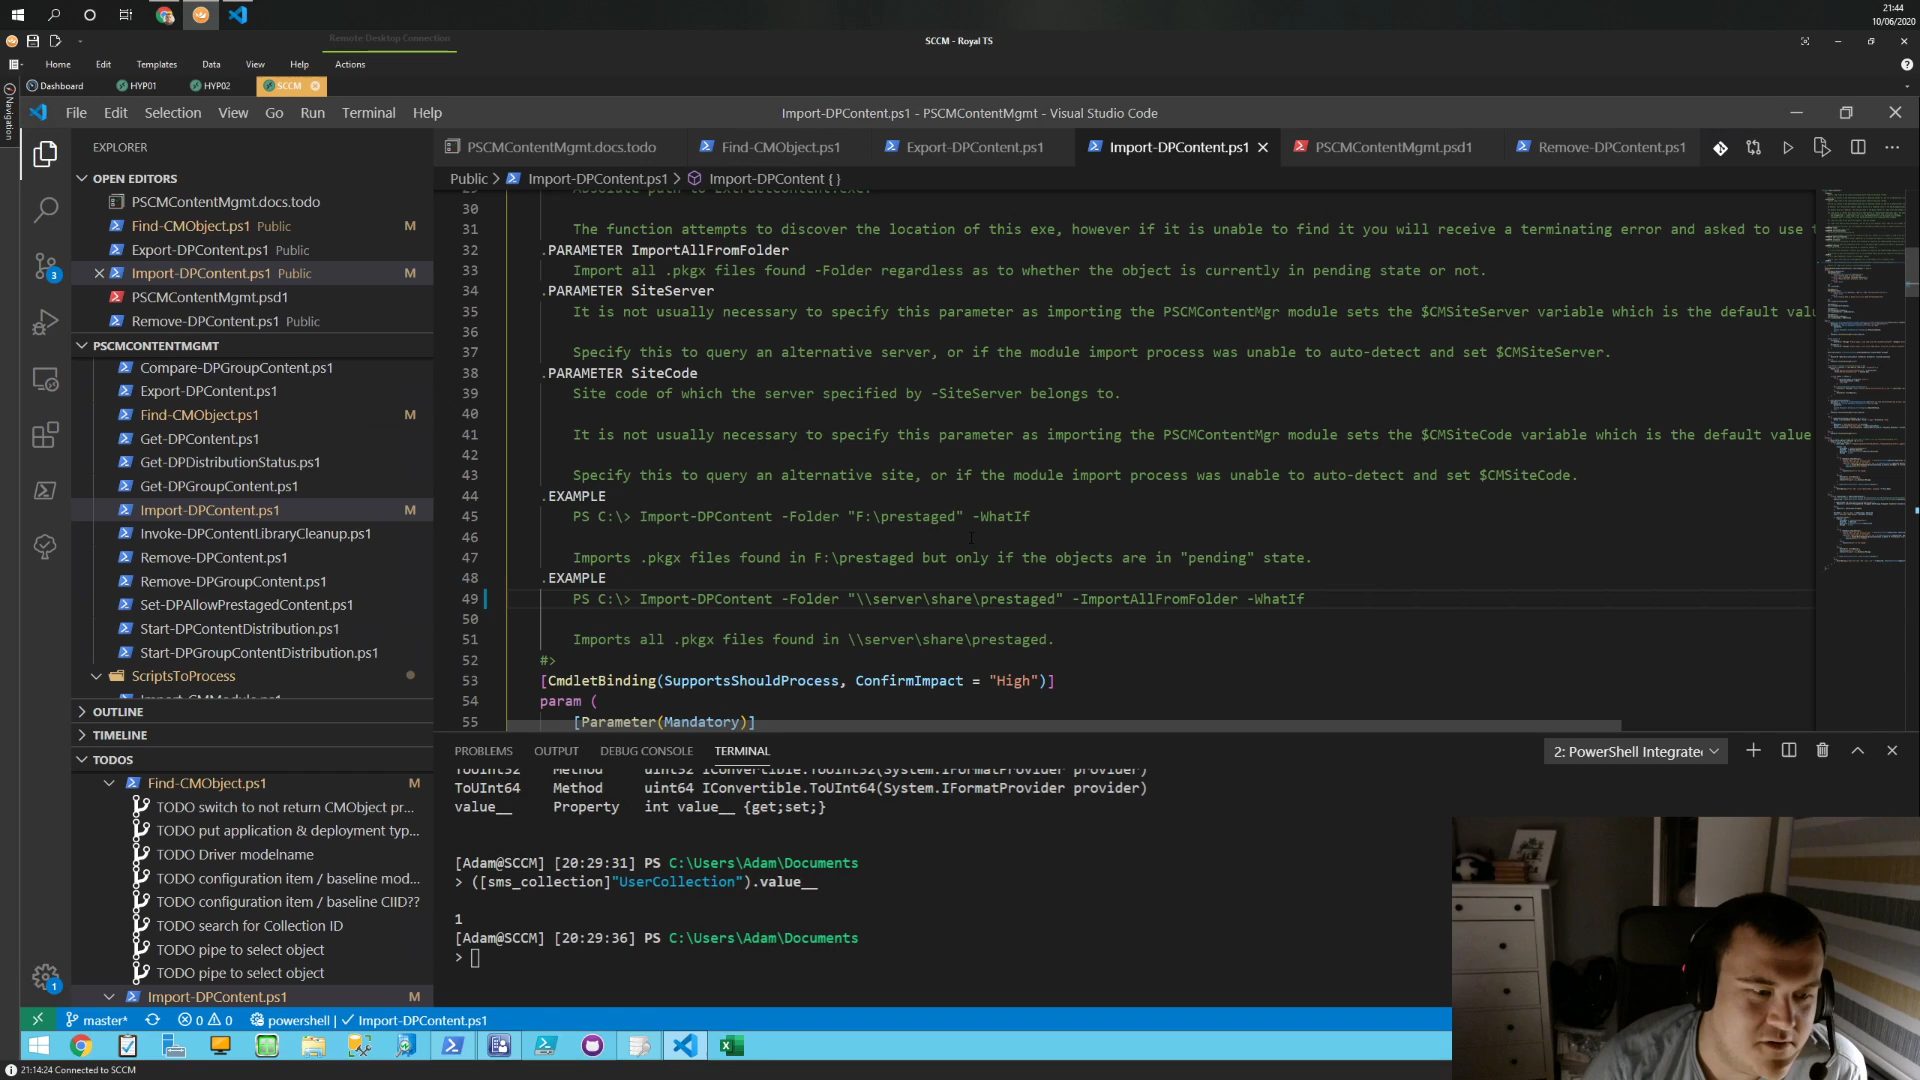 21:44
10/06/2020
Remote Desktop Connection
SCCM - Royal TS
Home Edit Templates Data View Help Actions
Navigation
Dashboard HYP01 HYP02 SCCM
File Edit Selection View Go Run Terminal Help
Import-DPContent.ps1 - PSCMContentMgmt - Visual Studio Code
EXPLORER
OPEN EDITORS
PSCMContentMgmt.docs.todo
Find-CMObject.ps1 Public M
Export-DPContent.ps1 Public
Import-DPContent.ps1 Public M
PSCMContentMgmt.psd1
Remove-DPContent.ps1 Public
PSCMCONTENTMGMT
Compare-DPGroupContent.ps1
Export-DPContent.ps1
Find-CMObject.ps1 M
Get-DPContent.ps1
Get-DPDistributionStatus.ps1
Get-DPGroupContent.ps1
Import-DPContent.ps1 M
Invoke-DPContentLibraryCleanup.ps1
Remove-DPContent.ps1
Remove-DPGroupContent.ps1
Set-DPAllowPrestagedContent.ps1
Start-DPContentDistribution.ps1
Start-DPGroupContentDistribution.ps1
ScriptsToProcess
Import-CMModule.ps1
OUTLINE
TIMELINE
TODOS
Find-CMObject.ps1 M
TODO switch to not return CMObject pr...
TODO put application & deployment typ...
TODO Driver modelname
TODO configuration item / baseline mod...
TODO configuration item / baseline CIID??
TODO search for Collection ID
TODO pipe to select object
TODO pipe to select object
Import-DPContent.ps1 M
3
1
PSCMContentMgmt.docs.todo Find-CMObject.ps1 Export-DPContent.ps1 Import-DPContent.ps1 PSCMContentMgmt.psd1 Remove-DPContent.ps1
Public > Import-DPContent.ps1 > Import-DPContent { }
29 Absolute path to ExtractContent.exe.
30
31 The function attempts to discover the location of this exe, however if it is unable to find it you will receive a terminating error and asked to use
32 .PARAMETER ImportAllFromFolder
33 Import all .pkgx files found -Folder regardless as to whether the object is currently in pending state or not.
34 .PARAMETER SiteServer
35 It is not usually necessary to specify this parameter as importing the PSCMContentMgr module sets the $CMSiteServer variable which is the default valu
36
37 Specify this to query an alternative server, or if the module import process was unable to auto-detect and set $CMSiteServer.
38 .PARAMETER SiteCode
39 Site code of which the server specified by -SiteServer belongs to.
40
41 It is not usually necessary to specify this parameter as importing the PSCMContentMgr module sets the $CMSiteCode variable which is the default value
42
43 Specify this to query an alternative site, or if the module import process was unable to auto-detect and set $CMSiteCode.
44 .EXAMPLE
45 PS C:\> Import-DPContent -Folder "F:\prestaged" -WhatIf
46
47 Imports .pkgx files found in F:\prestaged but only if the objects are in "pending" state.
48 .EXAMPLE
49 PS C:\> Import-DPContent -Folder "\\server\share\prestaged" -ImportAllFromFolder -WhatIf
50
51 Imports all .pkgx files found in \\server\share\prestaged.
52 #>
53 [CmdletBinding(SupportsShouldProcess, ConfirmImpact = "High")]
54 param (
55 [Parameter(Mandatory)]
PROBLEMS OUTPUT DEBUG CONSOLE TERMINAL
2: PowerShell Integrate
ToUInt32 Method uint32 IConvertible.ToUInt32(System.IFormatProvider provider)
ToUInt64 Method uint64 IConvertible.ToUInt64(System.IFormatProvider provider)
value__ Property int value__ {get;set;}
[Adam@SCCM] [20:29:31] PS C:\Users\Adam\Documents
> ([sms_collection]"UserCollection").value__
1
[Adam@SCCM] [20:29:36] PS C:\Users\Adam\Documents
>
master* 0 0 powershell | Import-DPContent.ps1
21:14:24 Connected to SCCM